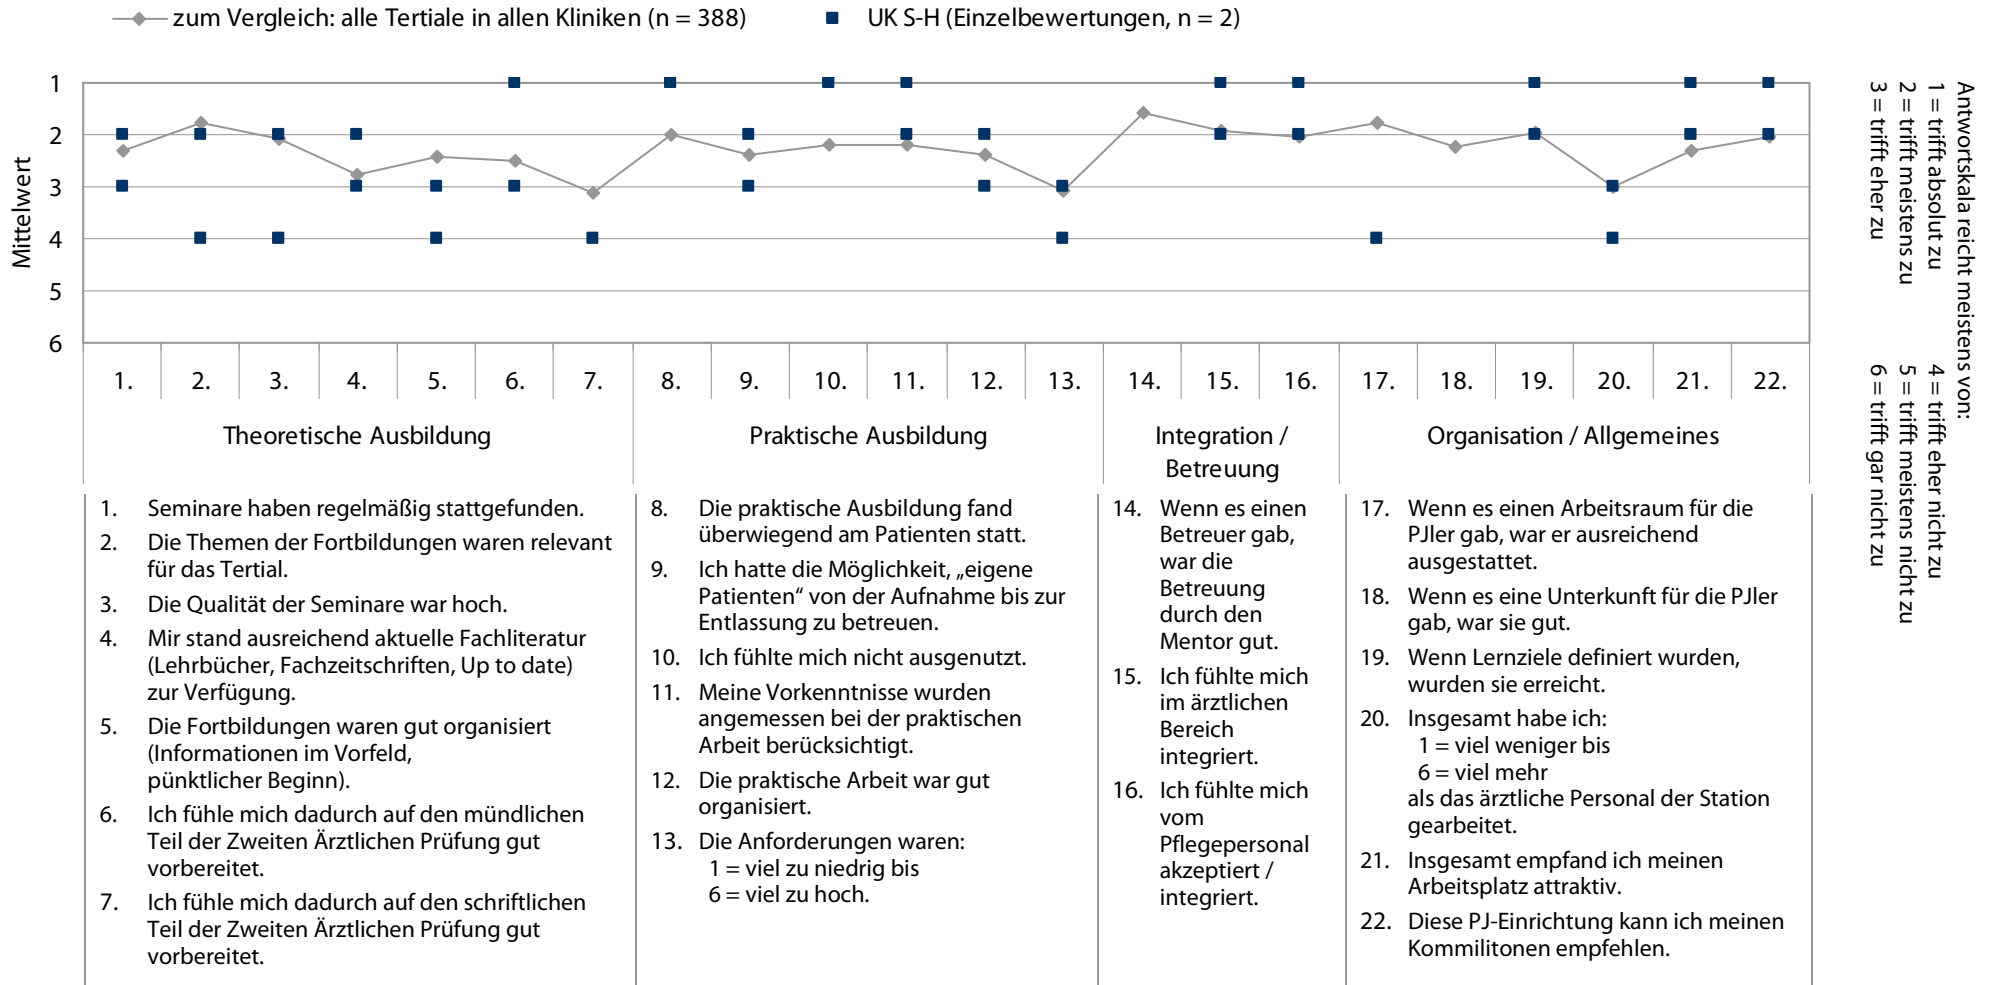 zum Vergleich: alle Tertiale in allen Kliniken (n = 388)
UK S-H (Einzelbewertungen, n = 2)
Mittelwert
1
2
3
4
5
6
1. 2. 3. 4. 5. 6. 7. 8. 9. 10. 11. 12. 13. 14. 15. 16. 17. 18. 19. 20. 21. 22.
Theoretische Ausbildung
Praktische Ausbildung
Integration /
Betreuung
Organisation / Allgemeines
1. Seminare haben regelmäßig stattgefunden.
2. Die Themen der Fortbildungen waren relevant
für das Tertial.
3. Die Qualität der Seminare war hoch.
4. Mir stand ausreichend aktuelle Fachliteratur
(Lehrbücher, Fachzeitschriften, Up to date)
zur Verfügung.
5. Die Fortbildungen waren gut organisiert
(Informationen im Vorfeld,
pünktlicher Beginn).
6. Ich fühle mich dadurch auf den mündlichen
Teil der Zweiten Ärztlichen Prüfung gut
vorbereitet.
7. Ich fühle mich dadurch auf den schriftlichen
Teil der Zweiten Ärztlichen Prüfung gut
vorbereitet.
8. Die praktische Ausbildung fand
überwiegend am Patienten statt.
9. Ich hatte die Möglichkeit, „eigene
Patienten“ von der Aufnahme bis zur
Entlassung zu betreuen.
10. Ich fühlte mich nicht ausgenutzt.
11. Meine Vorkenntnisse wurden
angemessen bei der praktischen
Arbeit berücksichtigt.
12. Die praktische Arbeit war gut
organisiert.
13. Die Anforderungen waren:
1 = viel zu niedrig bis
6 = viel zu hoch.
14. Wenn es einen
Betreuer gab,
war die
Betreuung
durch den
Mentor gut.
15. Ich fühlte mich
im ärztlichen
Bereich
integriert.
16. Ich fühlte mich
vom
Pflegepersonal
akzeptiert /
integriert.
17. Wenn es einen Arbeitsraum für die
PJler gab, war er ausreichend
ausgestattet.
18. Wenn es eine Unterkunft für die PJler
gab, war sie gut.
19. Wenn Lernziele definiert wurden,
wurden sie erreicht.
20. Insgesamt habe ich:
1 = viel weniger bis
6 = viel mehr
als das ärztliche Personal der Station
gearbeitet.
21. Insgesamt empfand ich meinen
Arbeitsplatz attraktiv.
22. Diese PJ-Einrichtung kann ich meinen
Kommilitonen empfehlen.
Antwortskala reicht meistens von:
1 = trifft absolut zu
2 = trifft meistens zu
3 = trifft eher zu
4 = trifft eher nicht zu
5 = trifft meistens nicht zu
6 = trifft gar nicht zu